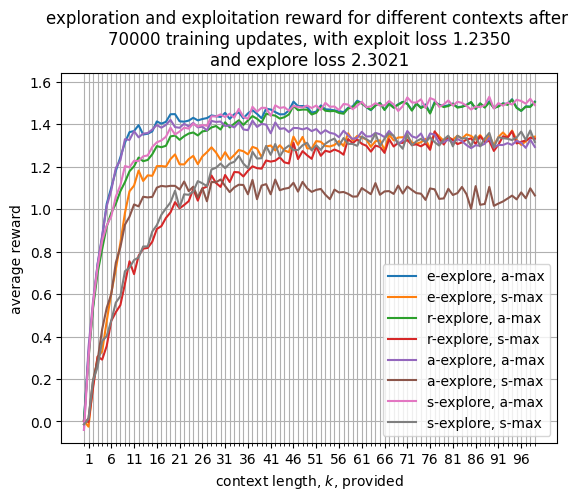 exploration and exploitation reward for different contexts after
70000 training updates, with exploit loss 1.2350
and explore loss 2.3021
1.6
1.4
1.2
1.0
0.8
0.6
0.4
0.2
0.0
average reward
e-explore, a-max
e-explore, s-max
r-explore, a-max
r-explore, s-max
a-explore, a-max
a-explore, s-max
s-explore, a-max
s-explore, s-max
1 6 11 16 21 26 31 36 41 46 51 56 61 66 71 76 81 86 91 96
context length, k, provided